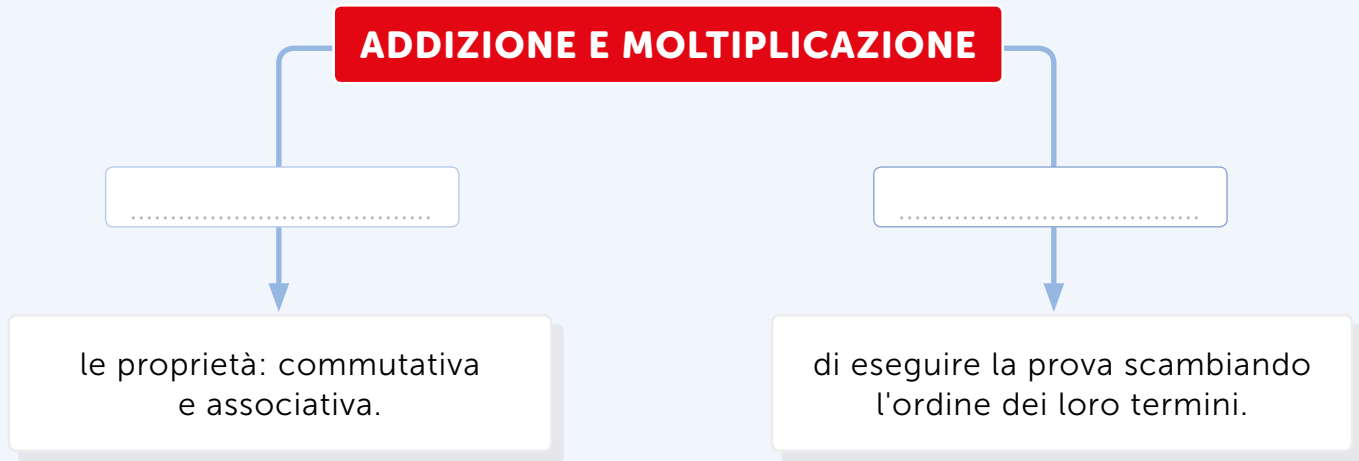 ADDIZIONE E MOLTIPLICAZIONE
le proprietà: commutativa
e associativa.
di eseguire la prova scambiando
l'ordine dei loro termini.